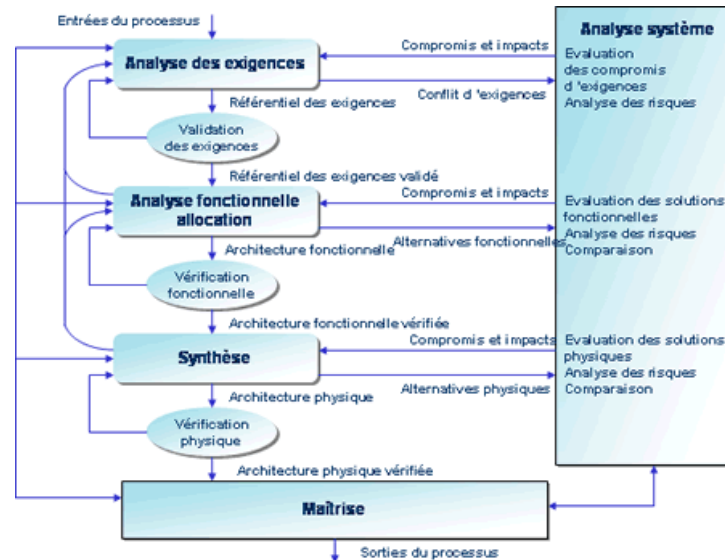 Entrées du processus
Analyse système
Compromis et impacts
Analyse des exigences
Evaluation
des compromis
d 'exigences
Analyse des risques
Conflit d 'exigences
Référentiel des exigences
Validation
des exigences
Référentiel des exigences validé
Compromis et impacts
Analyse fonctionnelle
allocation
Evaluation des solutions
fonctionnelles
Analyse des risques
Comparaison
Alternatives fonctionnelles
Architecture fonctionnelle
Vérification
fonctionnelle
Architecture fonctionnelle vérifiée
Compromis et impacts
Synthèse
Evaluation des solutions
physiques
Analyse des risques
Comparaison
Alternatives physiques
Architecture physique
Vérification
physique
Architecture physique vérifiée
Maîtrise
Sorties du processus